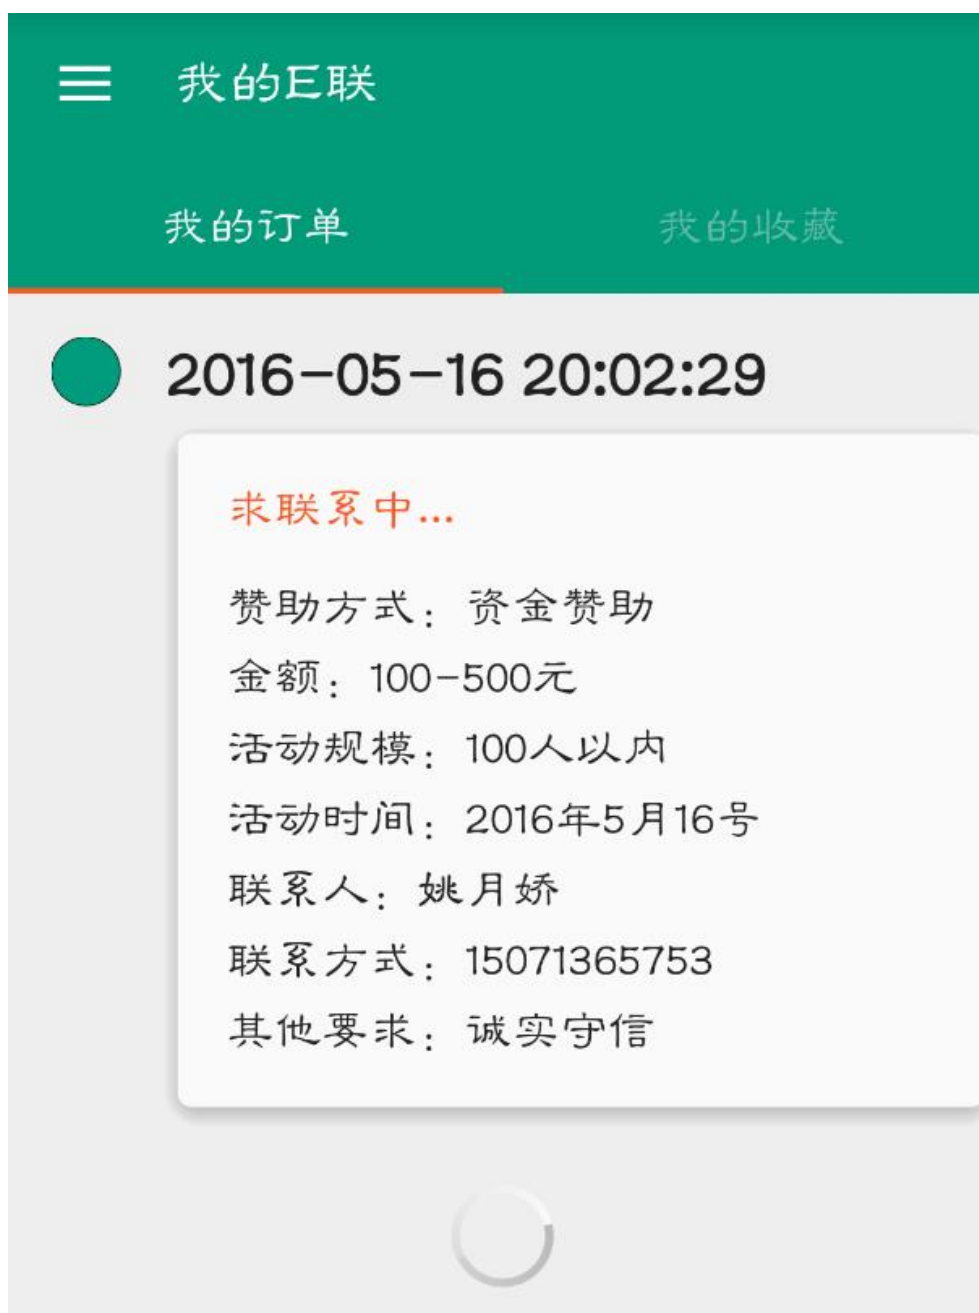 我的E联
我的订单 我的收藏
2016-05-16 20:02:29
求联系中...
赞助方式：资金赞助
金额：100-500元
活动规模：100人以内
活动时间：2016年5月16号
联系人：姚月娇
联系方式：15071365753
其他要求：诚实守信